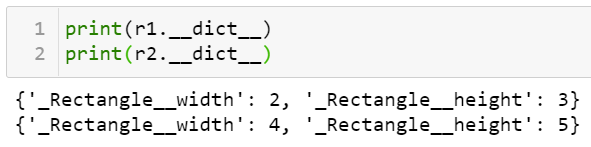 1 print(r1.__dict__)
2 print(r2.__dict__)
{'_Rectangle__width': 2, '_Rectangle__height': 3}
{'_Rectangle__width': 4, '_Rectangle__height': 5}